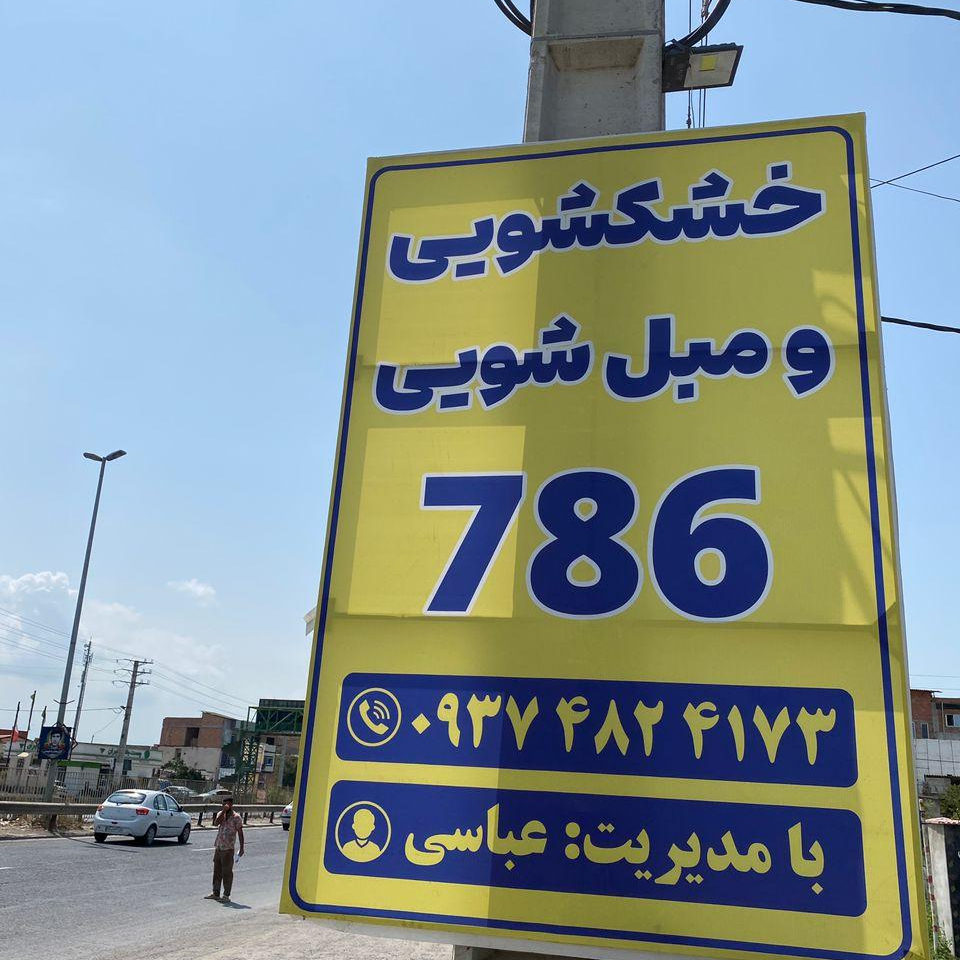 خشکشویی
و مبل شویی
786
۰۹۳۷ ۴۸۲ ۴۱۷۳
با مدیریت: عباسی